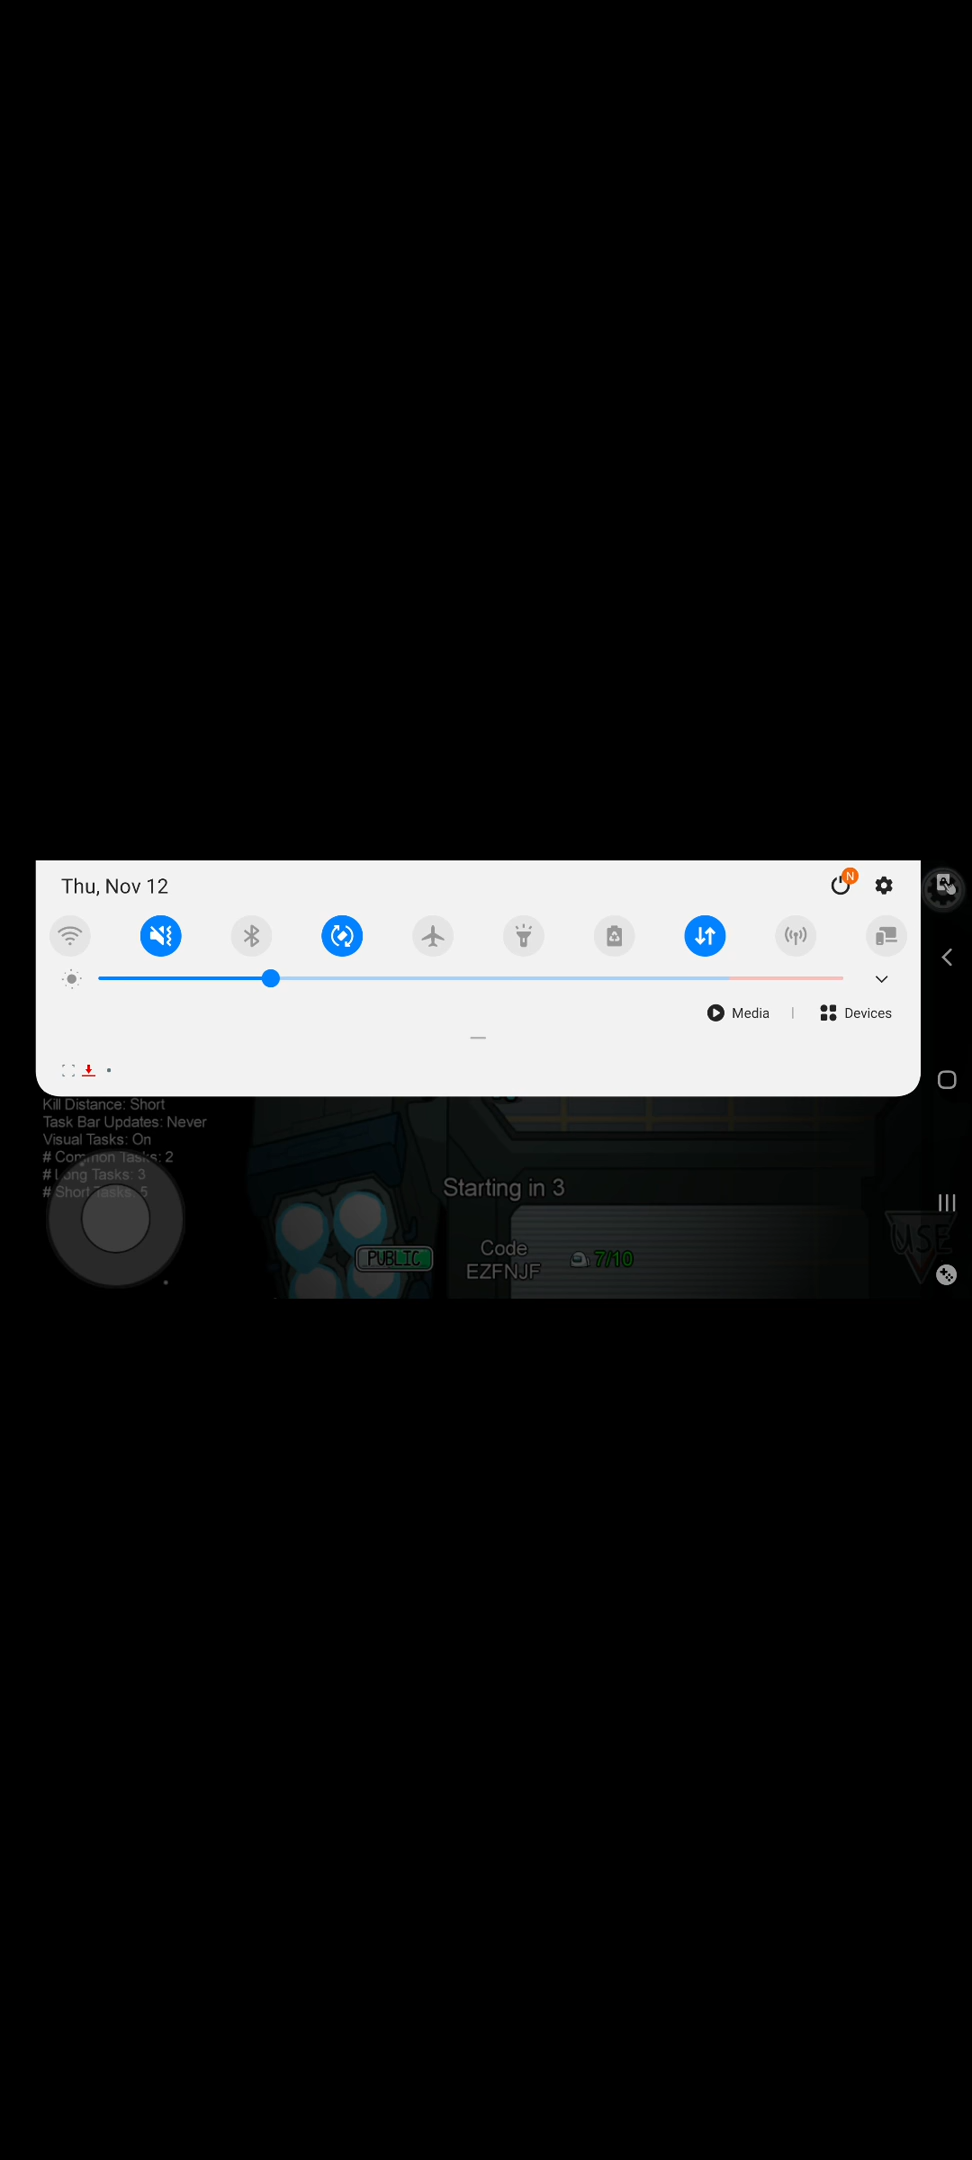 Thu, Nov 12
N
Media | Devices
Kill Distance: Short
Task Bar Updates: Never
Visual Tasks: On
# Common Tasks: 2
# Long Tasks: 3
# Short Tasks: 5
Starting in 3
USE
PUBLIC
Code
EZFNJF
7/10